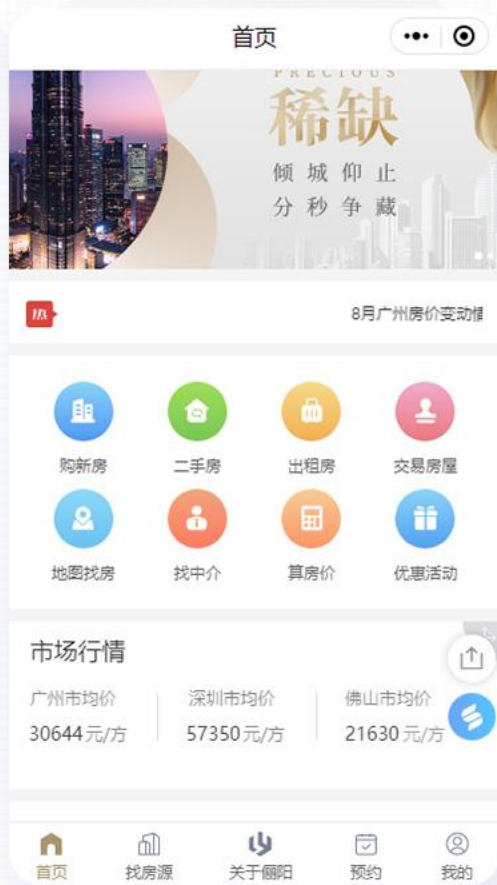 首页
PRECIOUS
稀缺
倾城仰止
分秒争藏
8月广州房价变动情
购新房 二手房 出租房 交易房屋
地图找房 找中介 算房价 优惠活动
市场行情
广州市均价 深圳市均价 佛山市均价
30644元/方 57350元/方 21630元/方
首页 找房源 关于俪阳 预约 我的